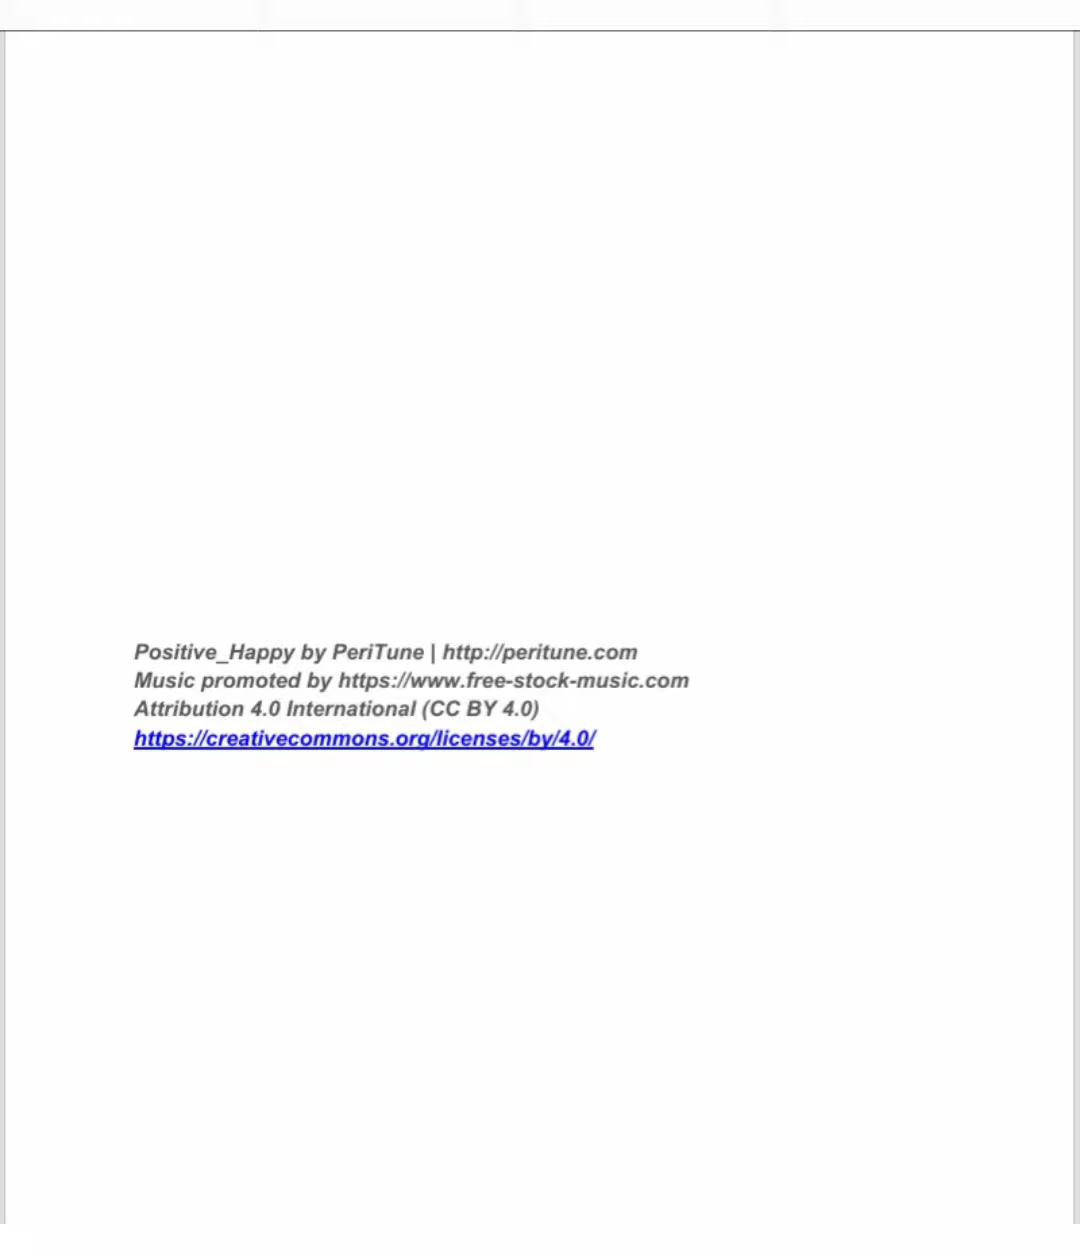 Positive_Happy by PeriTune | http://peritune.com
Music promoted by https://www.free-stock-music.com
Attribution 4.0 International (CC BY 4.0)
https://creativecommons.org/licenses/by/4.0/